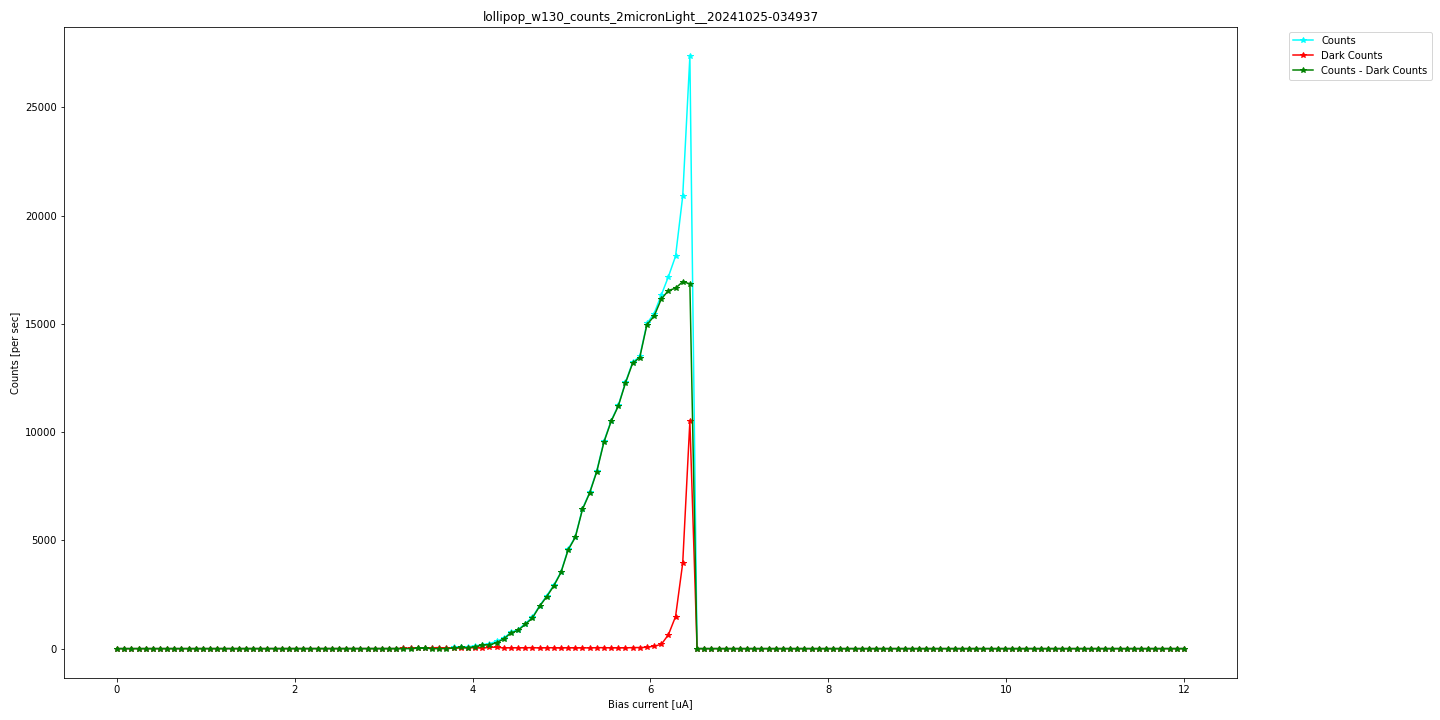 lollipop_w130_counts_2micronLight__20241025-034937
Counts
Dark Counts
Counts - Dark Counts
Counts [per sec]
25000
20000
15000
10000
5000
0
0 2 4 6 8 10 12
Bias current [uA]